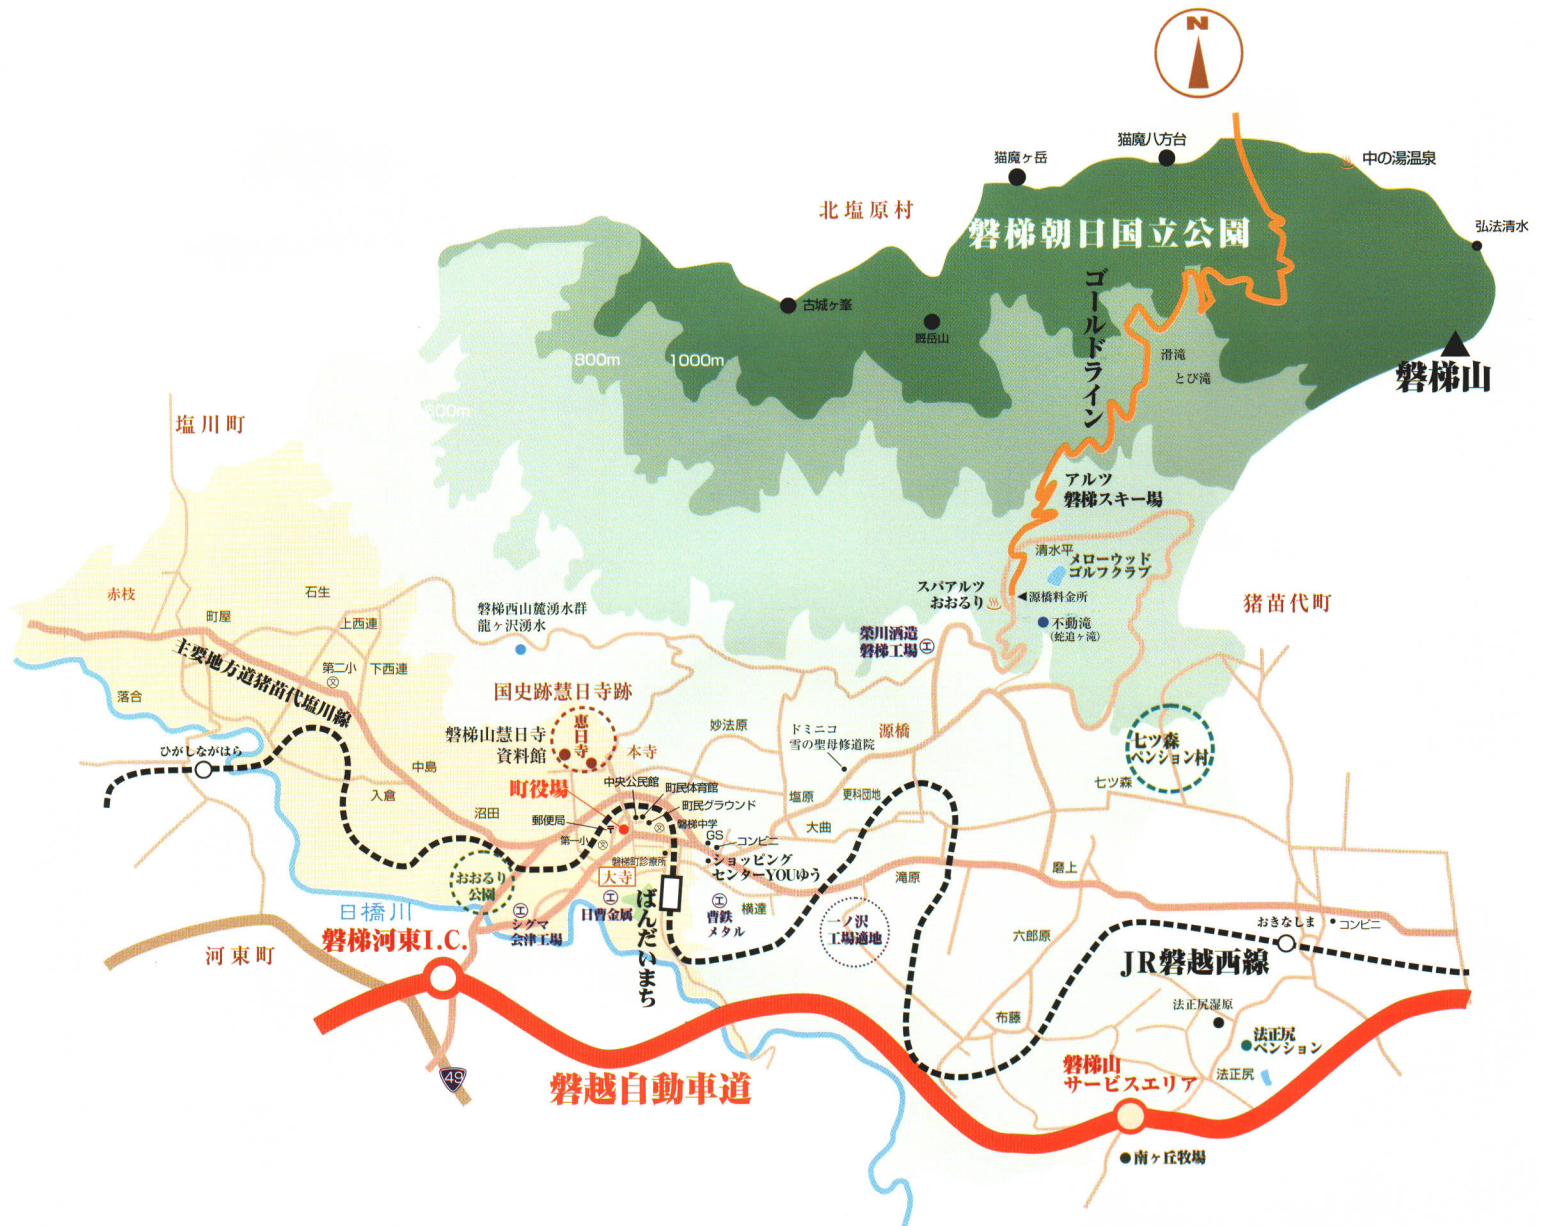 N
猫魔八方台
猫魔ヶ岳
中の湯温泉
北塩原村
磐梯朝日国立公園
弘法清水
ゴールドライン
古城ヶ峯
厩岳山
滑滝
とび滝
800m
1000m
600m
磐梯山
塩川町
アルツ
磐梯スキー場
清水平
メローウッド
ゴルフクラブ
スパアルツ
おおるり
源橋料金所
不動滝
(蛇追ヶ滝)
猪苗代町
赤枝
石生
町屋
上西連
磐梯西山麓湧水群
龍ヶ沢湧水
榮川酒造
磐梯工場
主要地方道猪苗代塩川線
第二小
文
下西連
落合
国史跡慧日寺跡
恵日寺
磐梯山慧日寺
資料館
本寺
妙法原
ドミニコ
雪の聖母修道院
源橋
七ツ森
ペンション村
ひがしながはら
中島
入倉
沼田
町役場
中央公民館
町民体育館
町民グラウンド
郵便局
〒
磐梯中学
文
第一小
文
GS
コンビニ
塩原
更科団地
大曲
七ツ森
磐梯町診療所
ショッピング
センターYOUゆう
滝原
磨上
おおるり
公園
大寺
日橋川
シグマ
会津工場
日曹金属
ばんだいまち
曹鉄
メタル
横達
一ノ沢
工場適地
六郎原
おきなしま
コンビニ
河東町
磐梯河東I.C.
JR磐越西線
布藤
法正尻湿原
法正尻
ペンション
法正尻
49
磐越自動車道
磐梯山
サービスエリア
南ヶ丘牧場